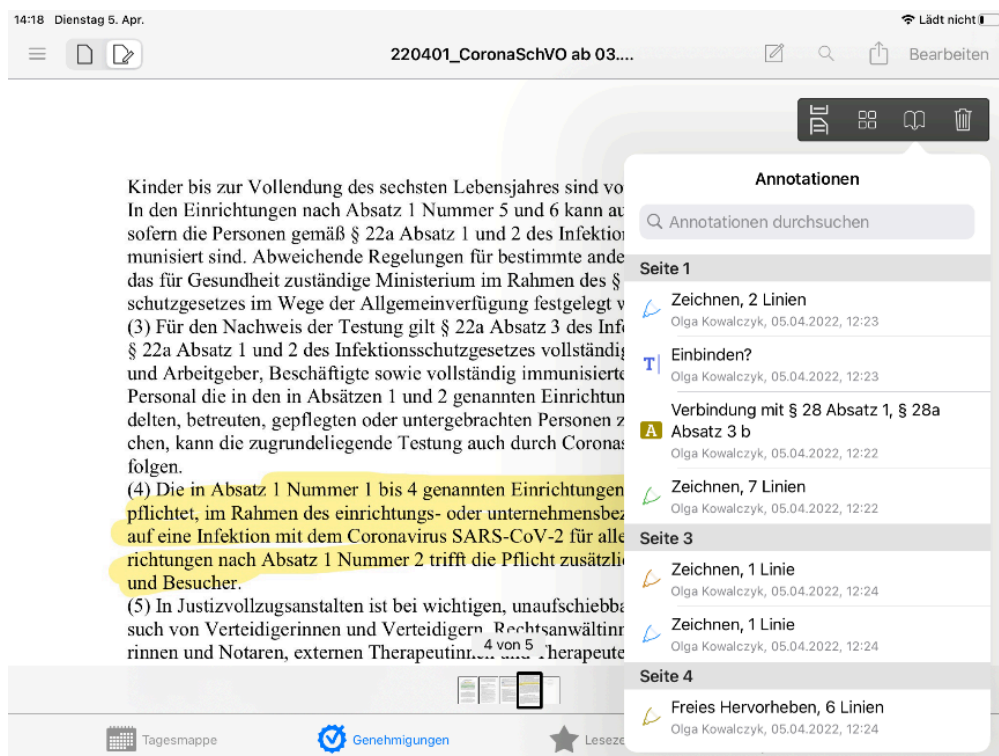 14:18 Dienstag 5. Apr.
Lädt nicht
220401_CoronaSchVO ab 03....
Bearbeiten
Kinder bis zur Vollendung des sechsten Lebensjahres sind vo
In den Einrichtungen nach Absatz 1 Nummer 5 und 6 kann au
sofern die Personen gemäß § 22a Absatz 1 und 2 des Infektion
munisiert sind. Abweichende Regelungen für bestimmte ande
das für Gesundheit zuständige Ministerium im Rahmen des §
schutzgesetzes im Wege der Allgemeinverfügung festgelegt
(3) Für den Nachweis der Testung gilt § 22a Absatz 3 des Infe
§ 22a Absatz 1 und 2 des Infektionsschutzgesetzes vollständig
und Arbeitgeber, Beschäftigte sowie vollständig immunisierte
Personal die in den in Absätzen 1 und 2 genannten Einrichtun
delten, betreuten, gepflegten oder untergebrachten Personen z
chen, kann die zugrundeliegende Testung auch durch Coronas
folgen.
(4) Die in Absatz 1 Nummer 1 bis 4 genannten Einrichtungen
pflichtet, im Rahmen des einrichtungs- oder unternehmensbez
auf eine Infektion mit dem Coronavirus SARS-CoV-2 für alle
richtungen nach Absatz 1 Nummer 2 trifft die Pflicht zusätzli
und Besucher.
(5) In Justizvollzugsanstalten ist bei wichtigen, unaufschiebba
such von Verteidigerinnen und Verteidigern, Rechtsanwältinn
rinnen und Notaren, externen Therapeutinnen und Therapeute
4 von 5
Annotationen
Annotationen durchsuchen
Seite 1
Zeichnen, 2 Linien
Olga Kowalczyk, 05.04.2022, 12:23
T Einbinden?
Olga Kowalczyk, 05.04.2022, 12:23
Verbindung mit § 28 Absatz 1, § 28a
A Absatz 3 b
Olga Kowalczyk, 05.04.2022, 12:22
Zeichnen, 7 Linien
Olga Kowalczyk, 05.04.2022, 12:22
Seite 3
Zeichnen, 1 Linie
Olga Kowalczyk, 05.04.2022, 12:24
Zeichnen, 1 Linie
Olga Kowalczyk, 05.04.2022, 12:24
Seite 4
Freies Hervorheben, 6 Linien
Olga Kowalczyk, 05.04.2022, 12:24
Tagesmappe
Genehmigungen
Leseze